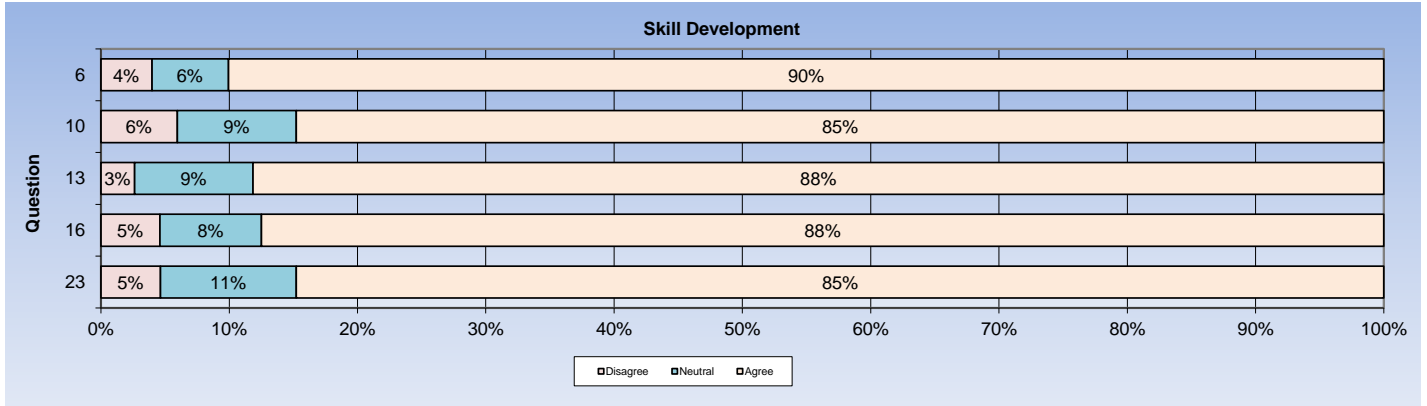 Skill Development
6 4% 6% 90%
10 6% 9% 85%
13 3% 9% 88%
16 5% 8% 88%
23 5% 11% 85%
Question
0% 10% 20% 30% 40% 50% 60% 70% 80% 90% 100%
Disagree Neutral Agree